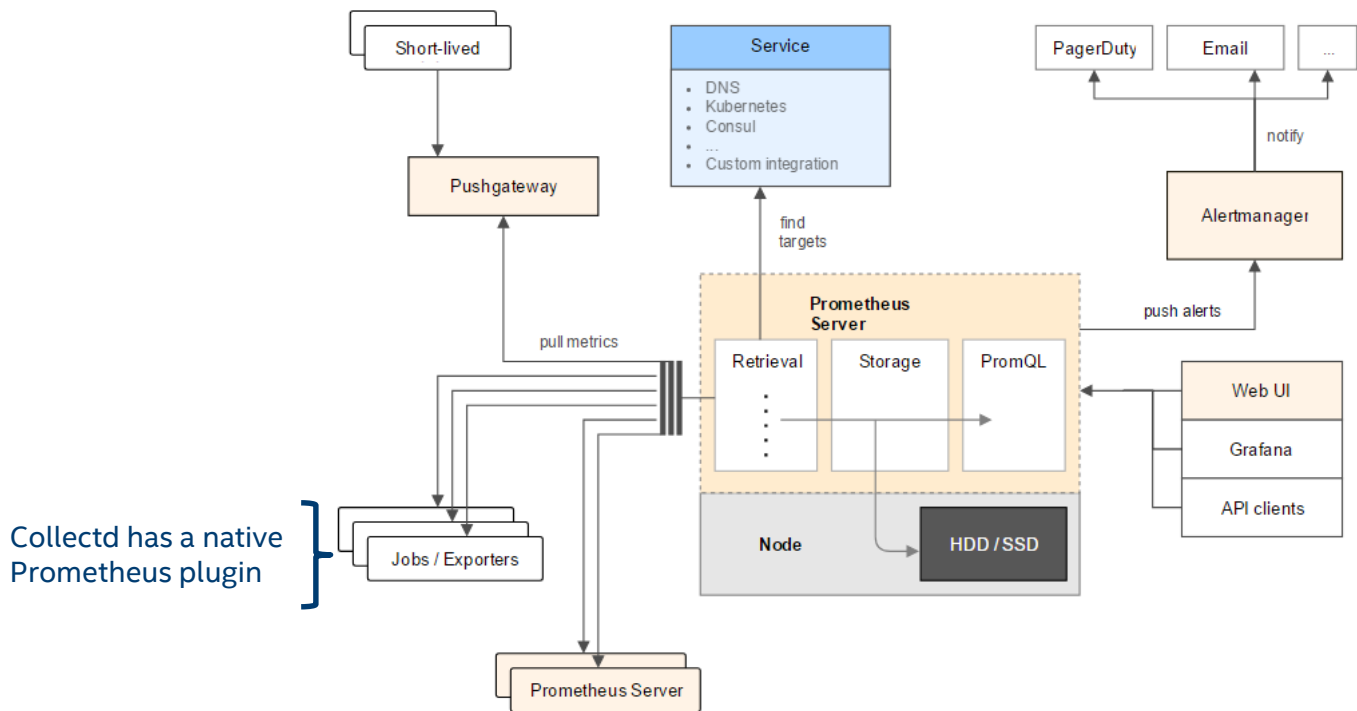 Short-lived
Service
• DNS
• Kubernetes
• Consul
• ...
• Custom integration
PagerDuty
Email
...
notify
Pushgateway
Alertmanager
find
targets
Prometheus
Server
push alerts
pull metrics
Retrieval
Storage
PromQL
Web UI
Grafana
API clients
Collectd has a native
Prometheus plugin
Jobs / Exporters
Node
HDD / SSD
Prometheus Server